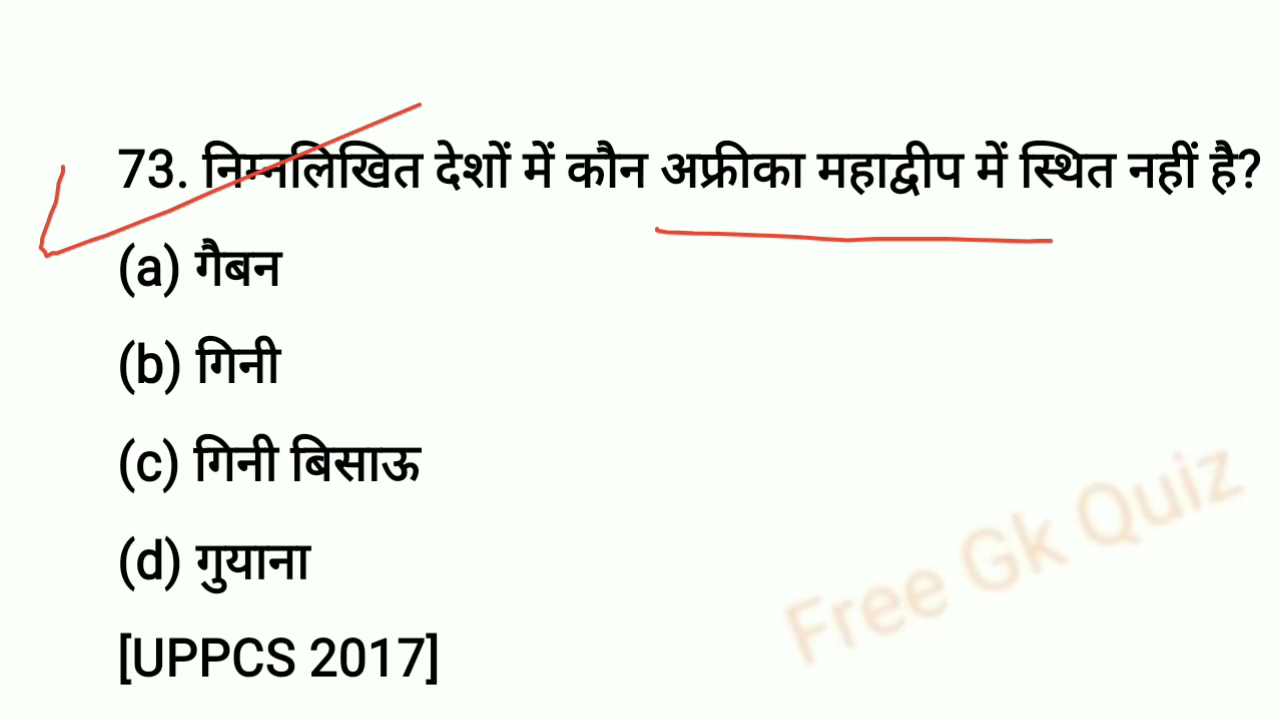 73. निम्नलिखित देशों में कौन अफ्रीका महाद्वीप में स्थित नहीं है?
(a) गैबन
(b) गिनी
(c) गिनी बिसाऊ
(d) गुयाना
[UPPCS 2017]
Free Gk Quiz